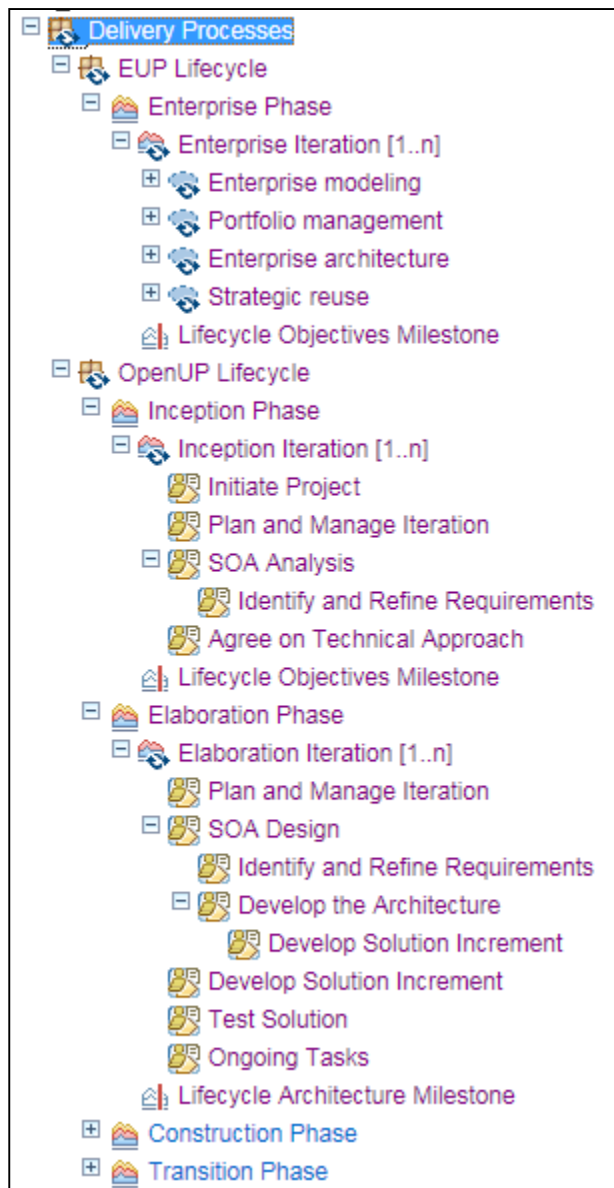 Delivery Processes
EUP Lifecycle
Enterprise Phase
Enterprise Iteration [1..n]
Enterprise modeling
Portfolio management
Enterprise architecture
Strategic reuse
Lifecycle Objectives Milestone
OpenUP Lifecycle
Inception Phase
Inception Iteration [1..n]
Initiate Project
Plan and Manage Iteration
SOA Analysis
Identify and Refine Requirements
Agree on Technical Approach
Lifecycle Objectives Milestone
Elaboration Phase
Elaboration Iteration [1..n]
Plan and Manage Iteration
SOA Design
Identify and Refine Requirements
Develop the Architecture
Develop Solution Increment
Develop Solution Increment
Test Solution
Ongoing Tasks
Lifecycle Architecture Milestone
Construction Phase
Transition Phase